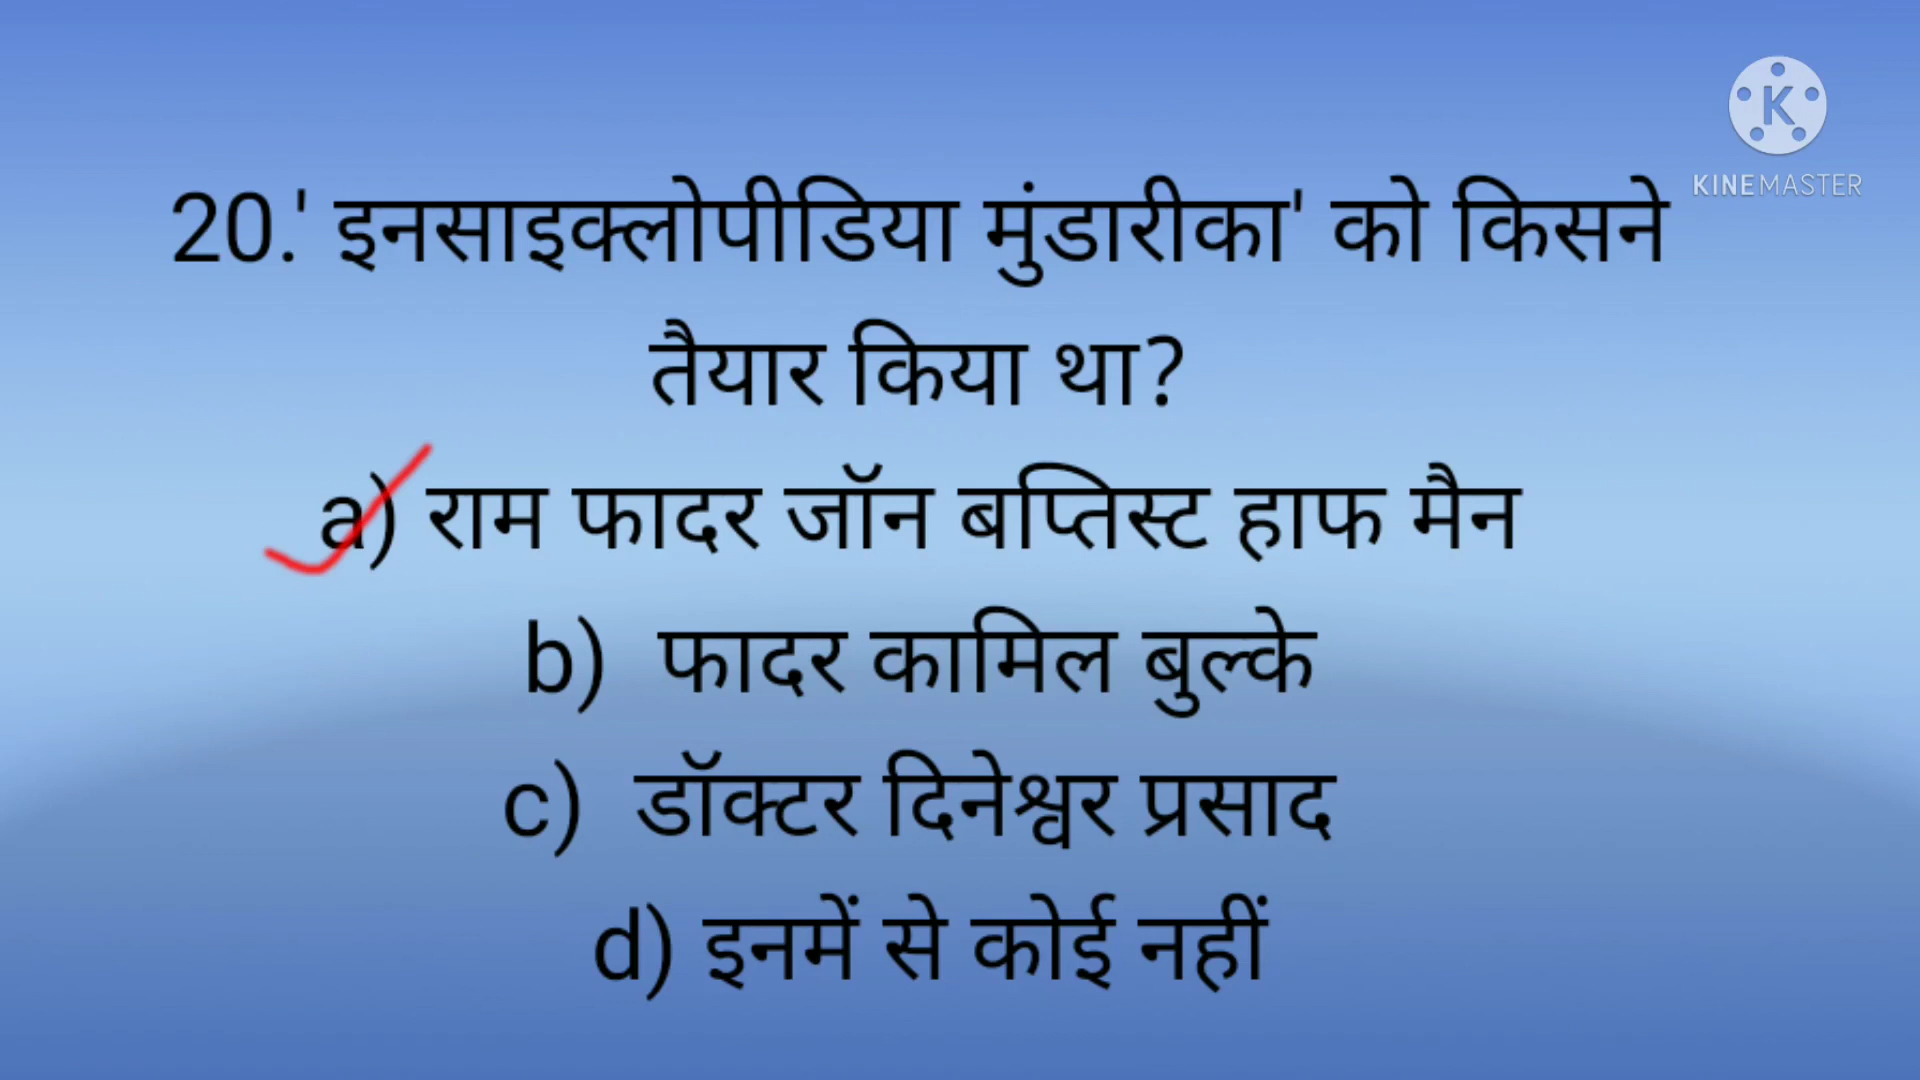 KINEMASTER
20.' इनसाइक्लोपीडिया मुंडारीका' को किसने
तैयार किया था?
a) राम फादर जॉन बप्तिस्ट हाफ मैन
b) फादर कामिल बुल्के
c) डॉक्टर दिनेश्वर प्रसाद
d) इनमें से कोई नहीं